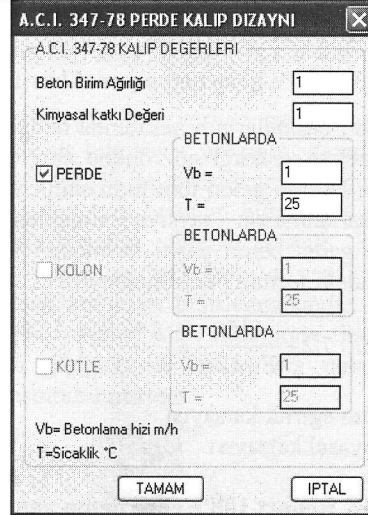 A.C.I. 347-78 PERDE KALIP DIZAYNI
A.C.I. 347-78 KALIP DEGERLERI
Beton Birim Ağırlığı 1
Kimyasal katkı Değeri 1
BETONLARDA
PERDE Vb = 1
T = 25
BETONLARDA
KOLON Vb = 1
T = 25
BETONLARDA
KÜTLE Vb = 1
T = 25
Vb= Betonlama hizi m/h
T=Sicaklik °C
TAMAM IPTAL